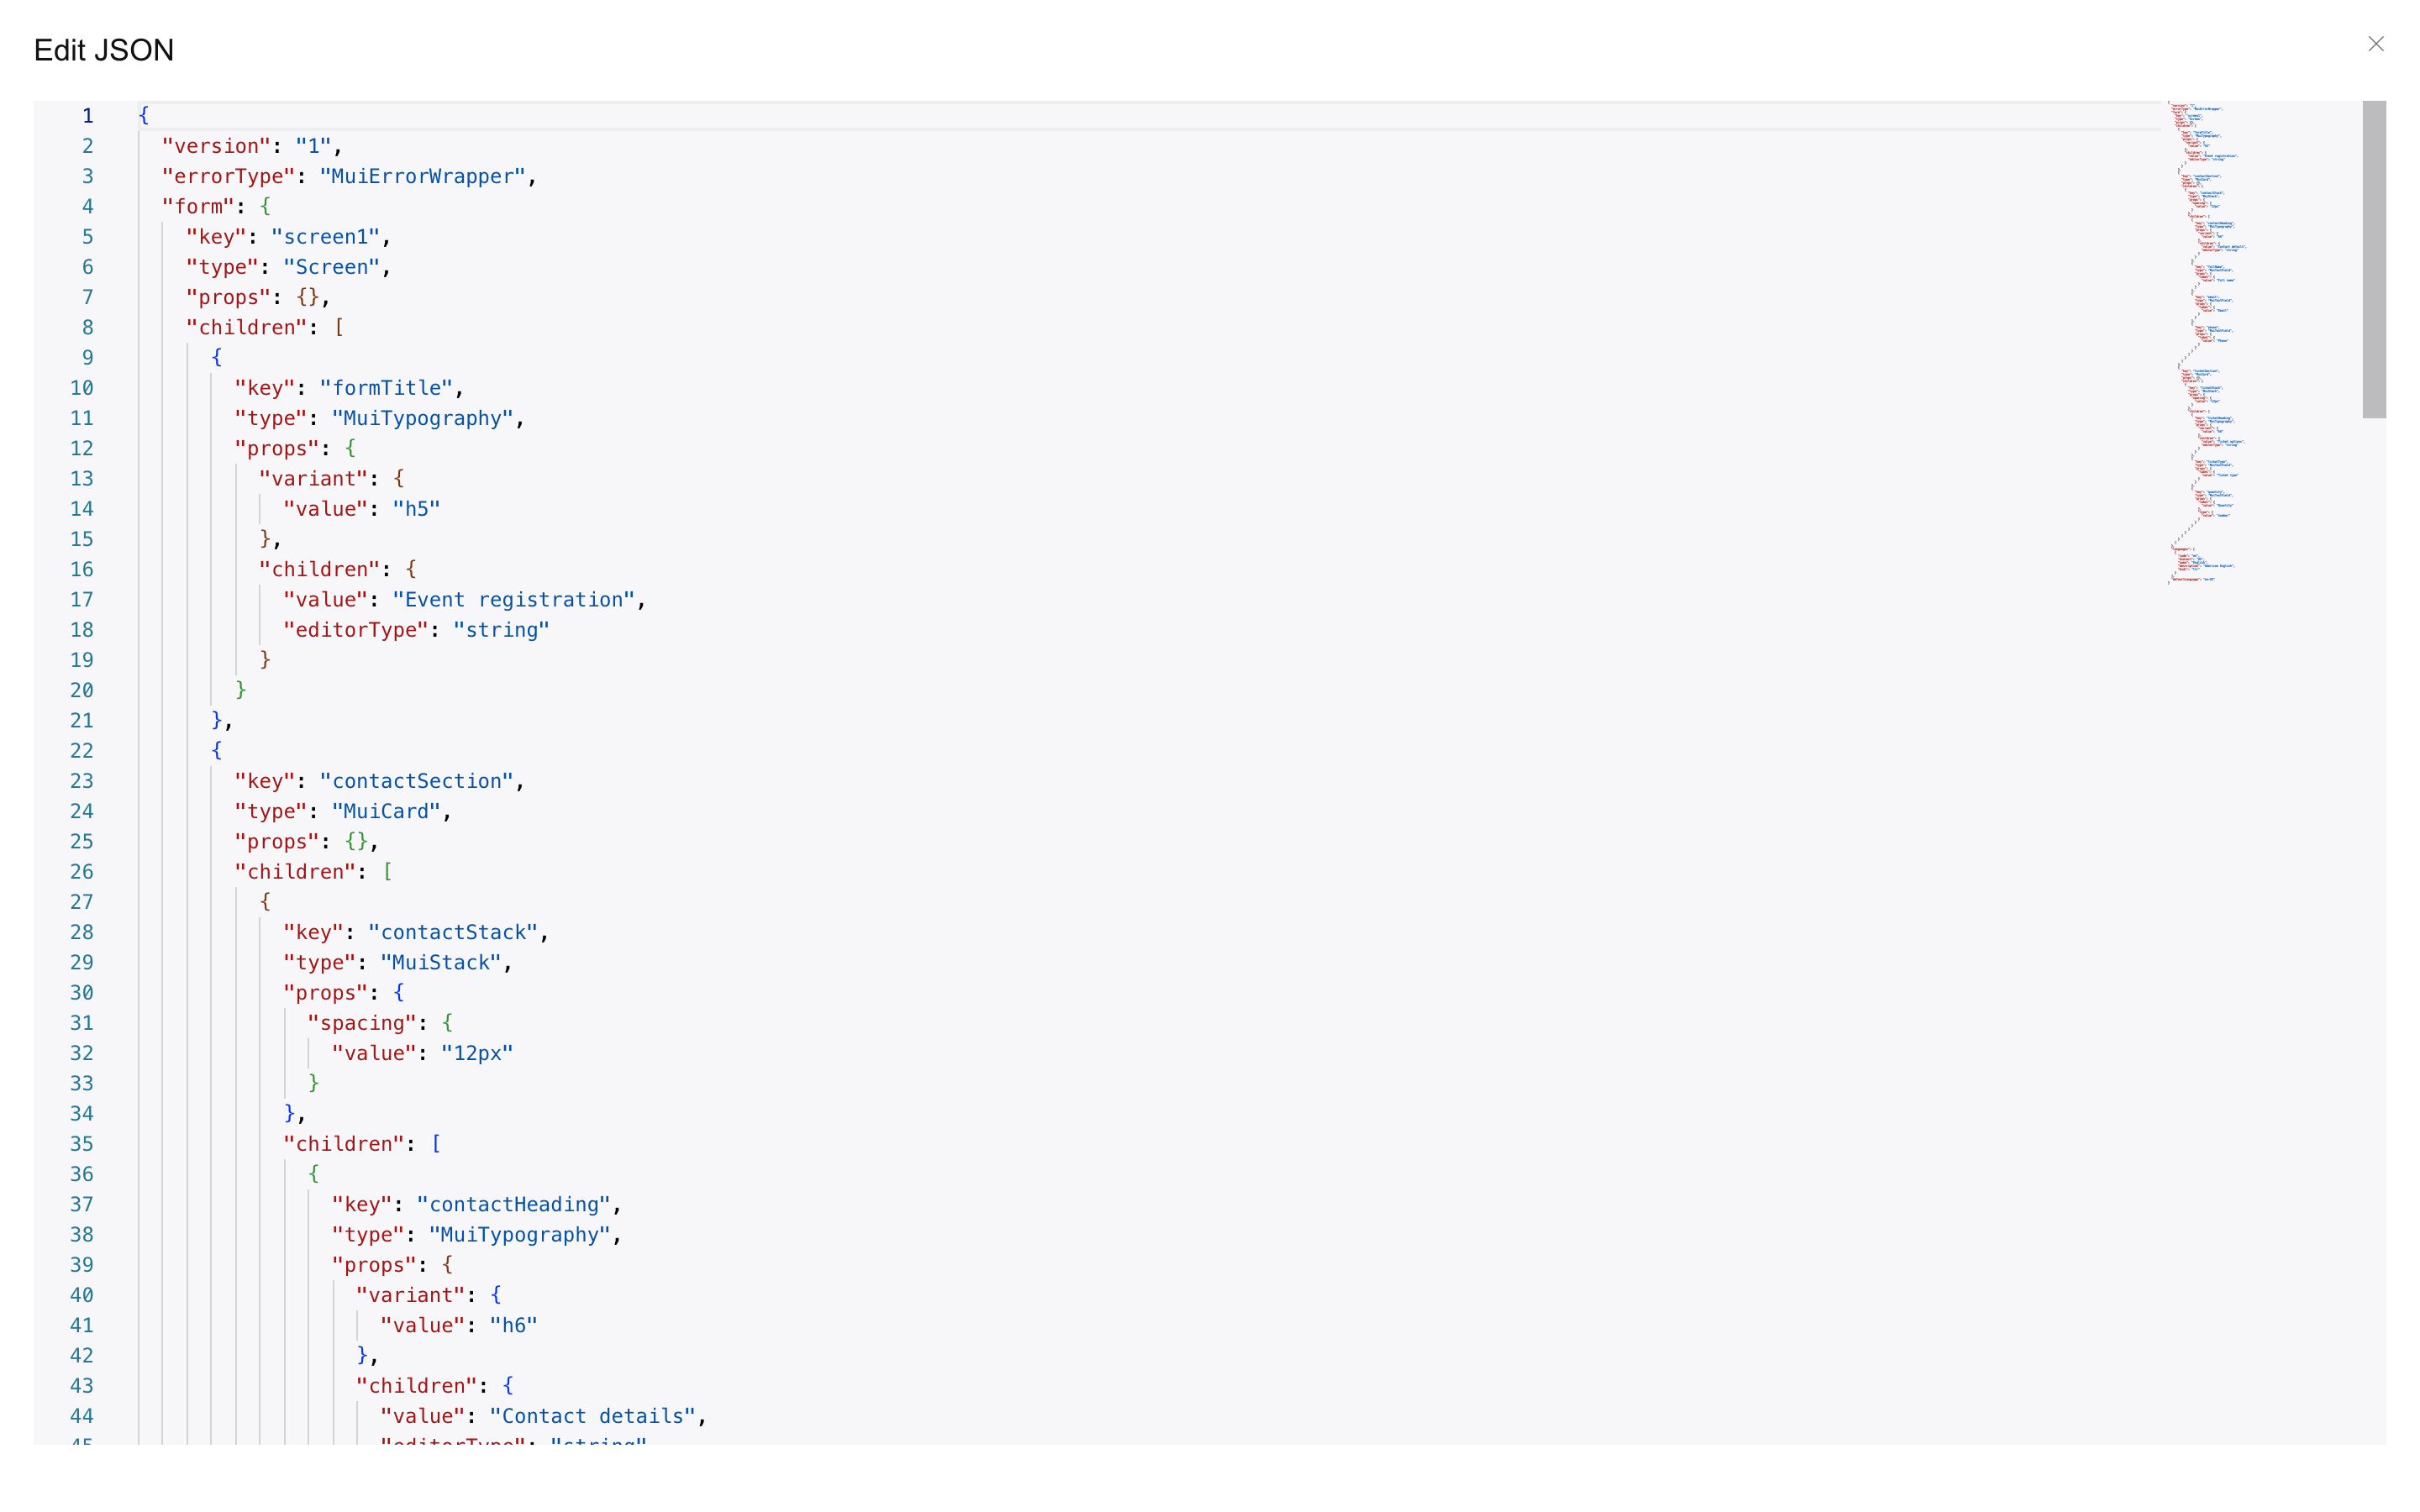 Edit JSON
1 {
2 "version": "1",
3 "errorType": "MuiErrorWrapper",
4 "form": {
5 "key": "screen1",
6 "type": "Screen",
7 "props": {},
8 "children": [
9 {
10 "key": "formTitle",
11 "type": "MuiTypography",
12 "props": {
13 "variant": {
14 "value": "h5"
15 },
16 "children": {
17 "value": "Event registration",
18 "editorType": "string"
19 }
20 }
21 },
22 {
23 "key": "contactSection",
24 "type": "MuiCard",
25 "props": {},
26 "children": [
27 {
28 "key": "contactStack",
29 "type": "MuiStack",
30 "props": {
31 "spacing": {
32 "value": "12px"
33 }
34 },
35 "children": [
36 {
37 "key": "contactHeading",
38 "type": "MuiTypography",
39 "props": {
40 "variant": {
41 "value": "h6"
42 },
43 "children": {
44 "value": "Contact details",
45 "editorType": "string"